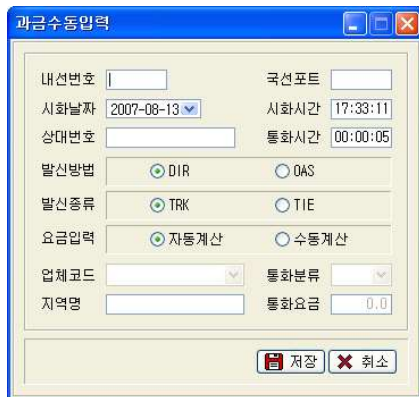 과금수동입력
내선번호 국선포트
시화날짜 2007-08-13 시화시간 17:33:11
상대번호 통화시간 00:00:05
발신방법 DIR OAS
발신종류 TRK TIE
요금입력 자동계산 수동계산
업체코드 통화분류
지역명 통화요금 0.0
저장 취소